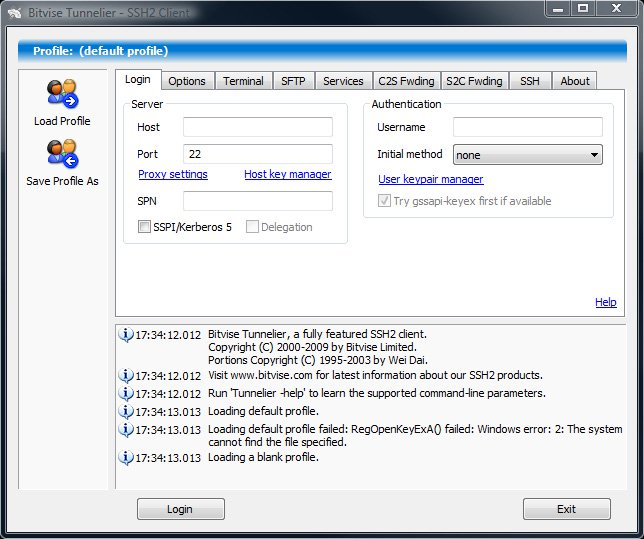 Bitvise Tunnelier - SSH2 Client
Profile: (default profile)
Load Profile
Save Profile As
Login Options Terminal SFTP Services C2S Fwding S2C Fwding SSH About
Server
Host
Port 22
Proxy settings Host key manager
SPN
SSPI/Kerberos 5 Delegation
Authentication
Username
Initial method none
User keypair manager
Try gssapi-keyex first if available
Help
17:34:12.012 Bitvise Tunnelier, a fully featured SSH2 client.
Copyright (C) 2000-2009 by Bitvise Limited.
Portions Copyright (C) 1995-2003 by Wei Dai.
17:34:12.012 Visit www.bitvise.com for latest information about our SSH2 products.
17:34:12.012 Run 'Tunnelier -help' to learn the supported command-line parameters.
17:34:13.013 Loading default profile.
17:34:13.013 Loading default profile failed: RegOpenKeyExA() failed: Windows error: 2: The system
cannot find the file specified.
17:34:13.013 Loading a blank profile.
Login Exit